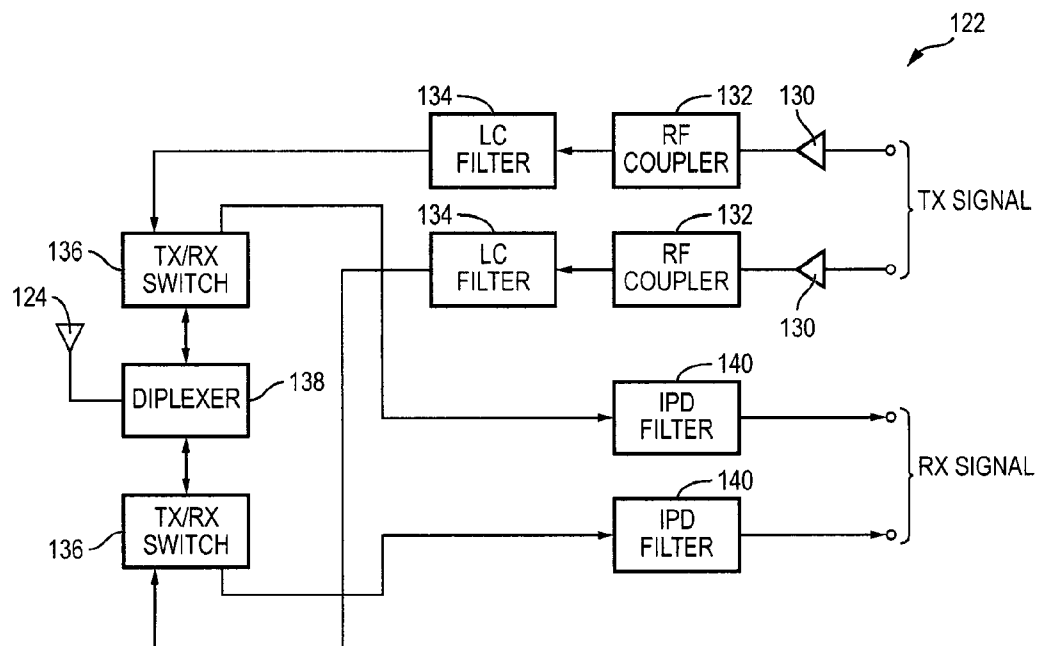 122
134
132
130
LC
FILTER
RF
COUPLER
TX SIGNAL
134
132
136
TX/RX
SWITCH
LC
FILTER
RF
COUPLER
124
130
DIPLEXER
138
140
IPD
FILTER
RX SIGNAL
140
136
TX/RX
SWITCH
IPD
FILTER